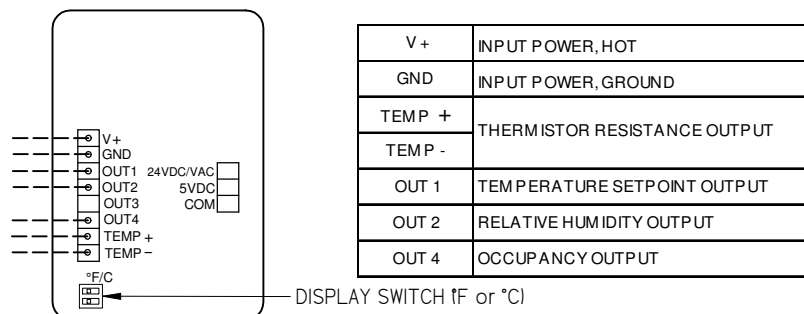 V+
GND
OUT1
OUT2
OUT3
OUT4
TEMP +
TEMP -
24VDC/VAC
5VDC
COM
°F/C
DISPLAY SWITCH °F or °C)
V + INPUT POWER, HOT
GND INPUT POWER, GROUND
TEMP + THERMISTOR RESISTANCE OUTPUT
TEMP -
OUT 1 TEMPERATURE SETPOINT OUTPUT
OUT 2 RELATIVE HUMIDITY OUTPUT
OUT 4 OCCUPANCY OUTPUT